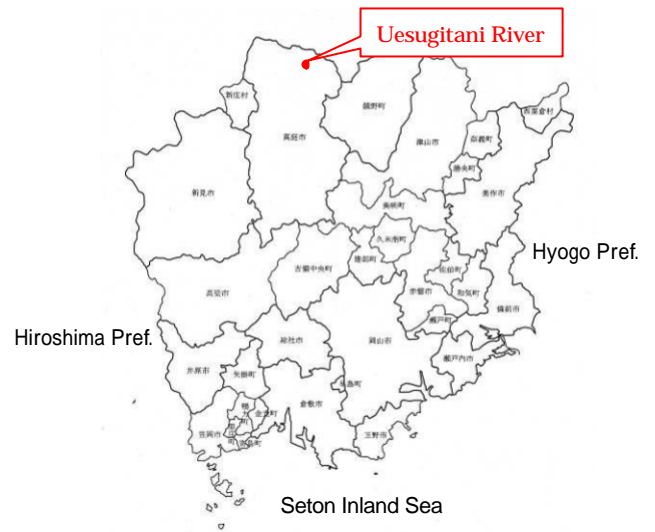 Uesugitani River
新庄村
真庭市
鏡野町
津山市
奈義町
西粟倉村
勝央町
美作市
新見市
美咲町
久米南町
建部町
吉備中央町
高梁市
赤磐市
佐伯町
和気町
備前市
Hyogo Pref.
Hiroshima Pref.
瀬戸町
岡山市
総社市
井原市
矢掛町
瀬戸内市
倉敷市
玉野市
笠岡市
金光町
Seton Inland Sea